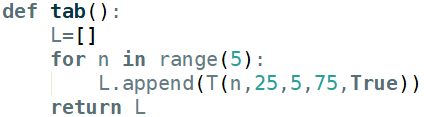 def tab():
    L=[]
    for n in range(5):
        L.append(T(n,25,5,75,True))
    return L